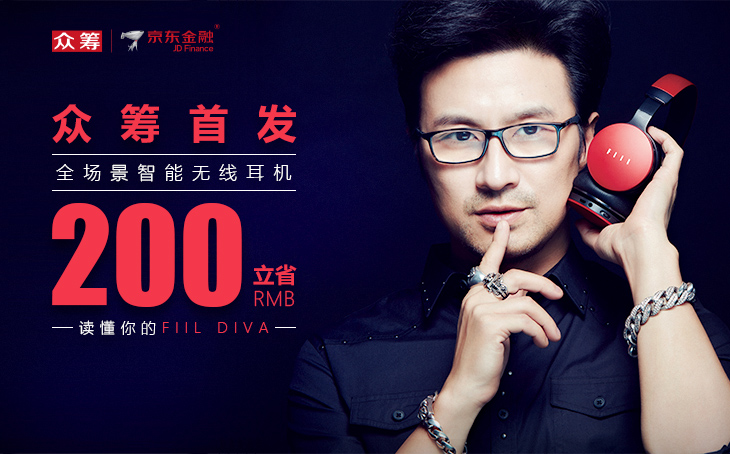 众筹 京东金融®
JD Finance
众筹首发
全场景智能无线耳机
200 立省
RMB
读懂你的FIIL DIVA
FIIL